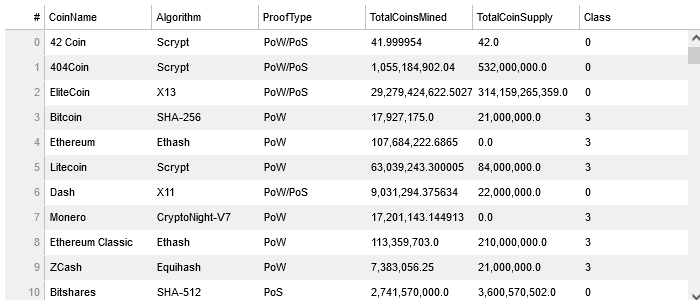 # CoinName Algorithm ProofType TotalCoinsMined TotalCoinSupply Class
0 42 Coin Scrypt PoW/PoS 41.999954 42.0 0
1 404Coin Scrypt PoW/PoS 1,055,184,902.04 532,000,000.0 0
2 EliteCoin X13 PoW/PoS 29,279,424,622.5027 314,159,265,359.0 0
3 Bitcoin SHA-256 PoW 17,927,175.0 21,000,000.0 3
4 Ethereum Ethash PoW 107,684,222.6865 0.0 3
5 Litecoin Scrypt PoW 63,039,243.300005 84,000,000.0 3
6 Dash X11 PoW/PoS 9,031,294.375634 22,000,000.0 0
7 Monero CryptoNight-V7 PoW 17,201,143.144913 0.0 3
8 Ethereum Classic Ethash PoW 113,359,703.0 210,000,000.0 3
9 ZCash Equihash PoW 7,383,056.25 21,000,000.0 3
10 Bitshares SHA-512 PoS 2,741,570,000.0 3,600,570,502.0 0